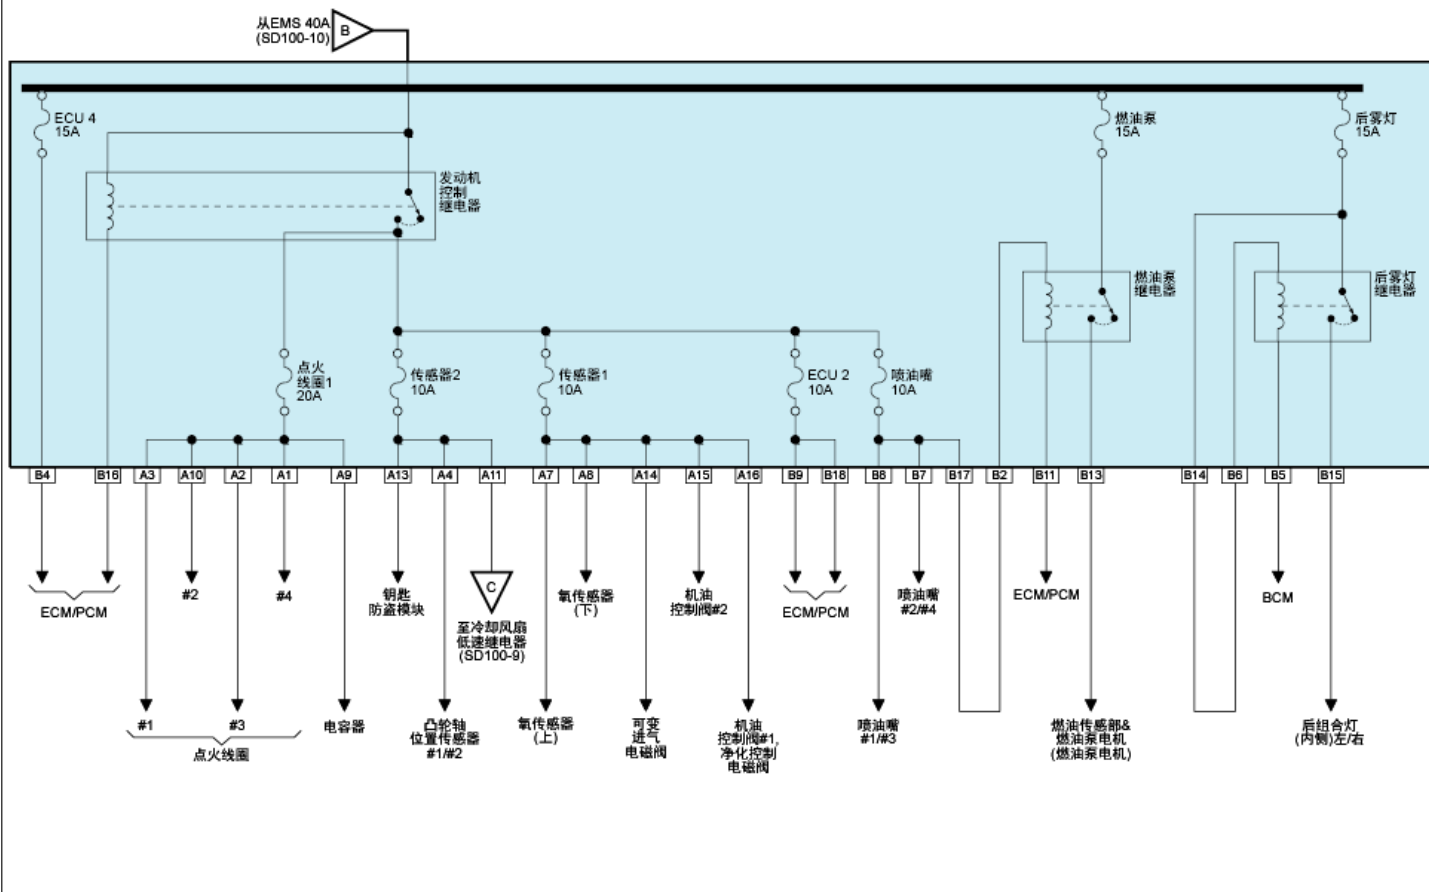 从EMS 40A
(SD100-10)
B
ECU 4
15A
燃油泵
15A
后雾灯
15A
发动机
控制
继电器
燃油泵
继电器
后雾灯
继电器
点火
线圈1
20A
传感器2
10A
传感器1
10A
ECU 2
10A
喷油嘴
10A
B4
B16
A3
A10
A2
A1
A9
A13
A4
A11
A7
A8
A14
A15
A16
B9
B18
B8
B7
B17
B2
B11
B13
B14
B6
B5
B15
ECM/PCM
#2
#4
钥匙
防盗模块
C
至冷却风扇
低速继电器
(SD100-9)
氧传感器
(下)
机油
控制阀#2
ECM/PCM
喷油嘴
#2/#4
ECM/PCM
BCM
#1
#3
点火线圈
电容器
凸轮轴
位置传感器
#1/#2
氧传感器
(上)
可变
进气
电磁阀
机油
控制阀#1,
净化控制
电磁阀
喷油嘴
#1/#3
燃油传感部&
燃油泵电机
(燃油泵电机)
后组合灯
(内侧)左/右